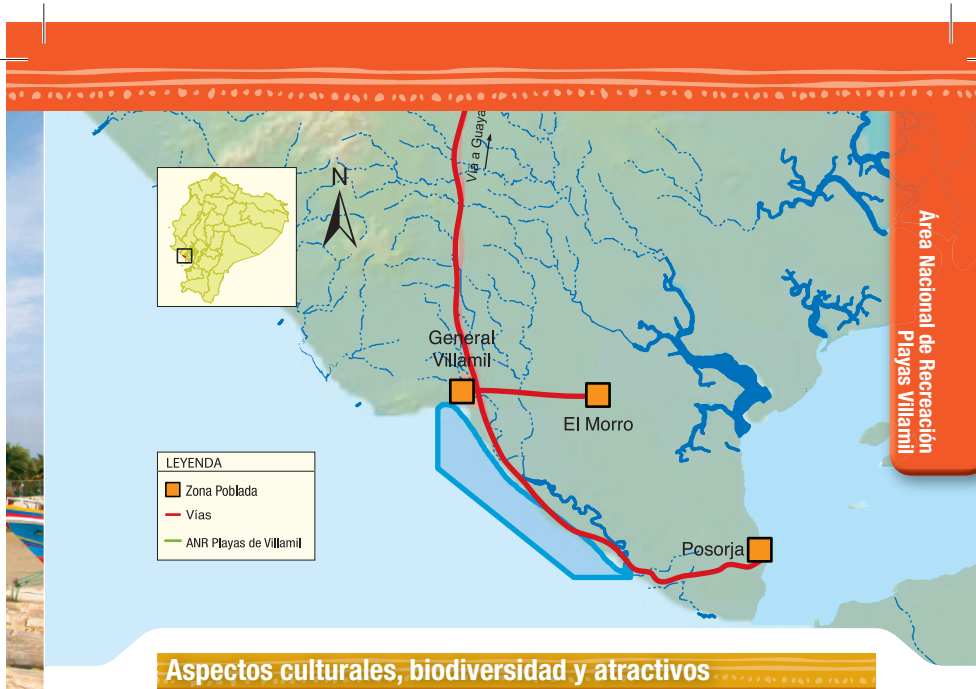 Vía a Guaya
N
General
Villamil
El Morro
Posorja
LEYENDA
Zona Poblada
Vías
ANR Playas de Villamil
Área Nacional de Recreación
Playas Villamil
Aspectos culturales, biodiversidad y atractivos